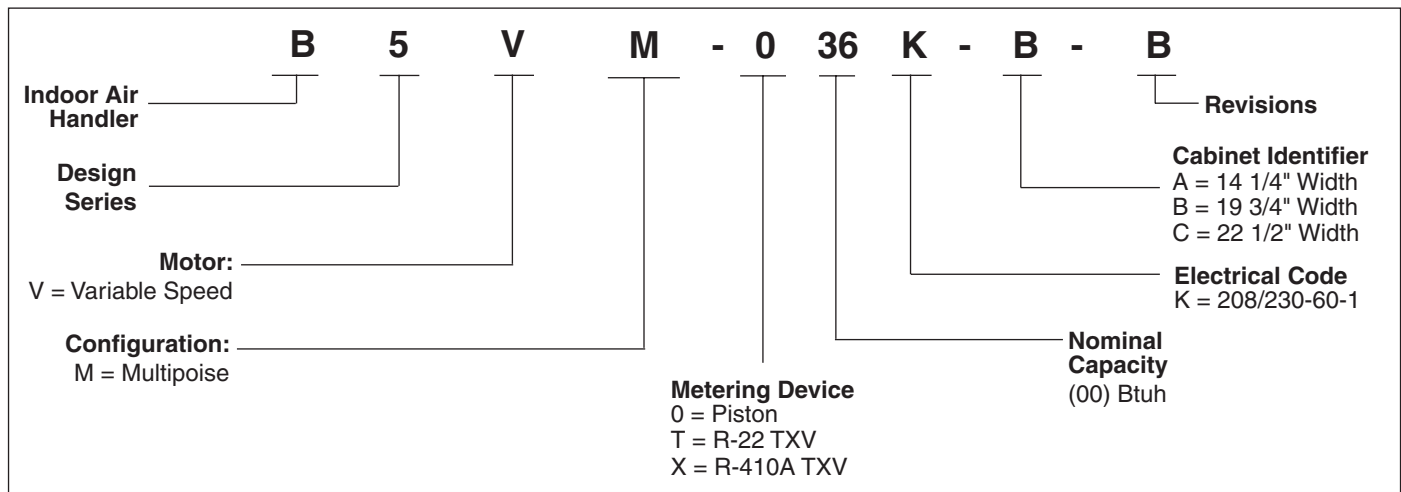 B 5 V M - 0 36 K - B - B
Indoor Air
Handler
Design
Series
Motor:
V = Variable Speed
Configuration:
M = Multipoise
Metering Device
0 = Piston
T = R-22 TXV
X = R-410A TXV
Nominal
Capacity
(00) Btuh
Electrical Code
K = 208/230-60-1
Cabinet Identifier
A = 14 1/4" Width
B = 19 3/4" Width
C = 22 1/2" Width
Revisions